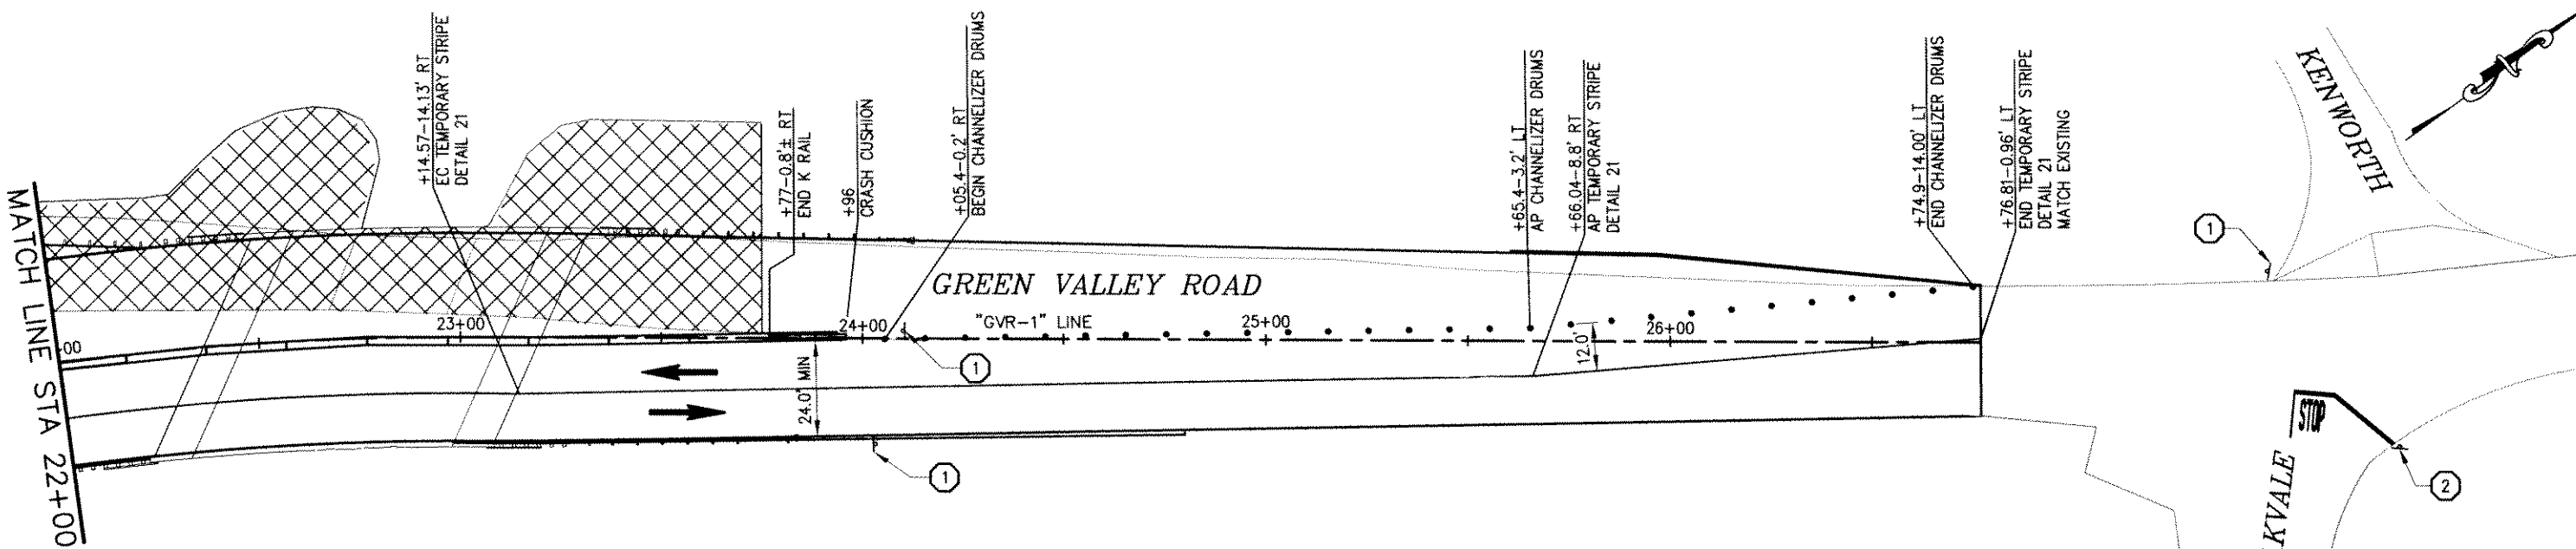 MATCH LINE STA 22+00
00
+14.57-14.13' RT
EC TEMPORARY STRIPE
DETAIL 21
23+00
+77-0.8'± RT
END K RAIL
+96
CRASH CUSHION
+05.4-0.2' RT
BEGIN CHANNELIZER DRUMS
GREEN VALLEY ROAD
24+00
"GVR-1" LINE
25+00
24.0' MIN
1
1
+65.4-3.2' LT
AP CHANNELIZER DRUMS
+66.04-8.8' RT
AP TEMPORARY STRIPE
DETAIL 21
12.0'
26+00
+74.9-14.00' LT
END CHANNELIZER DRUMS
+76.81-0.96' LT
END TEMPORARY STRIPE
DETAIL 21
MATCH EXISTING
KENWORTH
1
STOP
KVALE
2